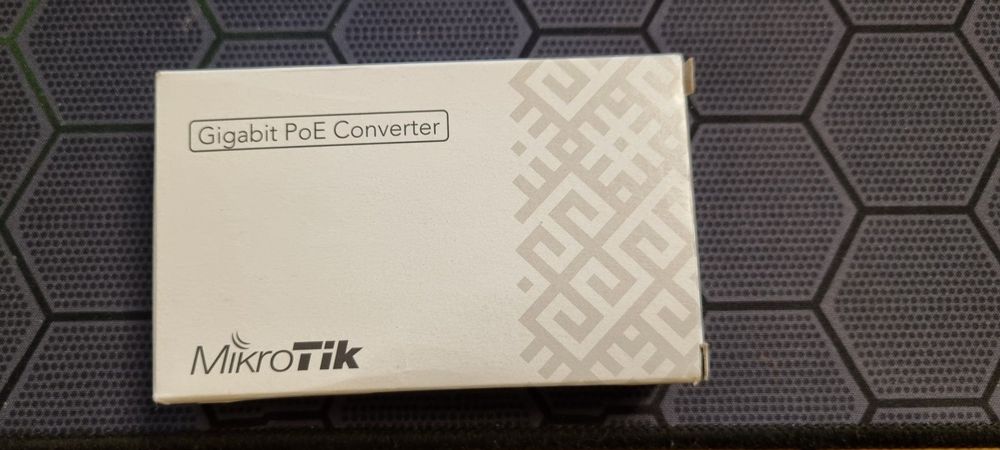 Gigabit PoE Converter
MikroTik